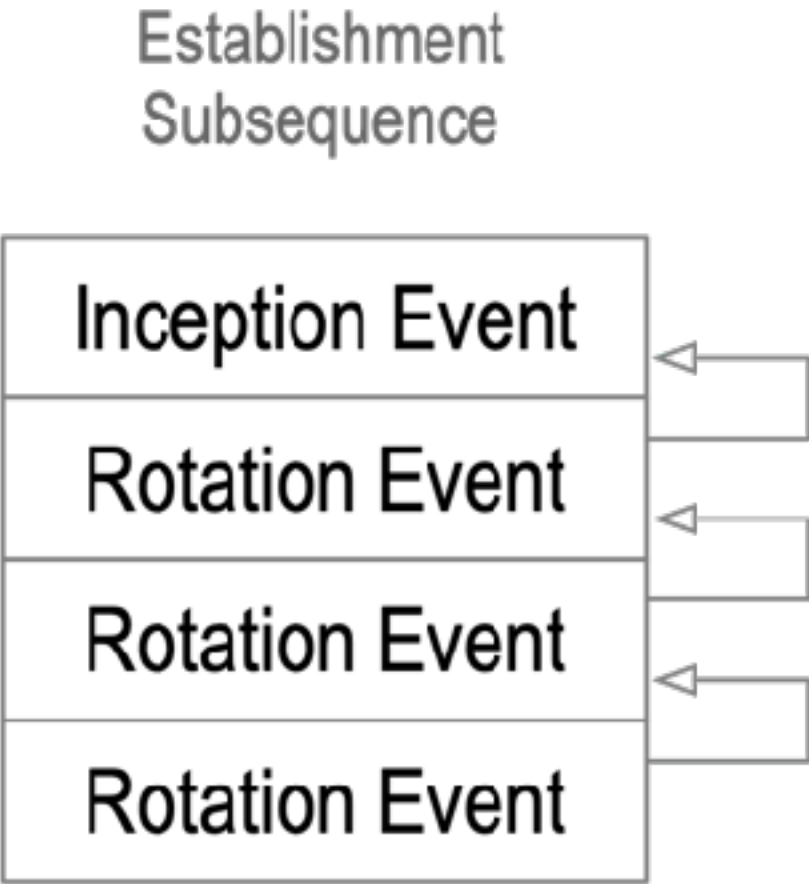 Establishment
Subsequence
Inception Event
Rotation Event
Rotation Event
Rotation Event